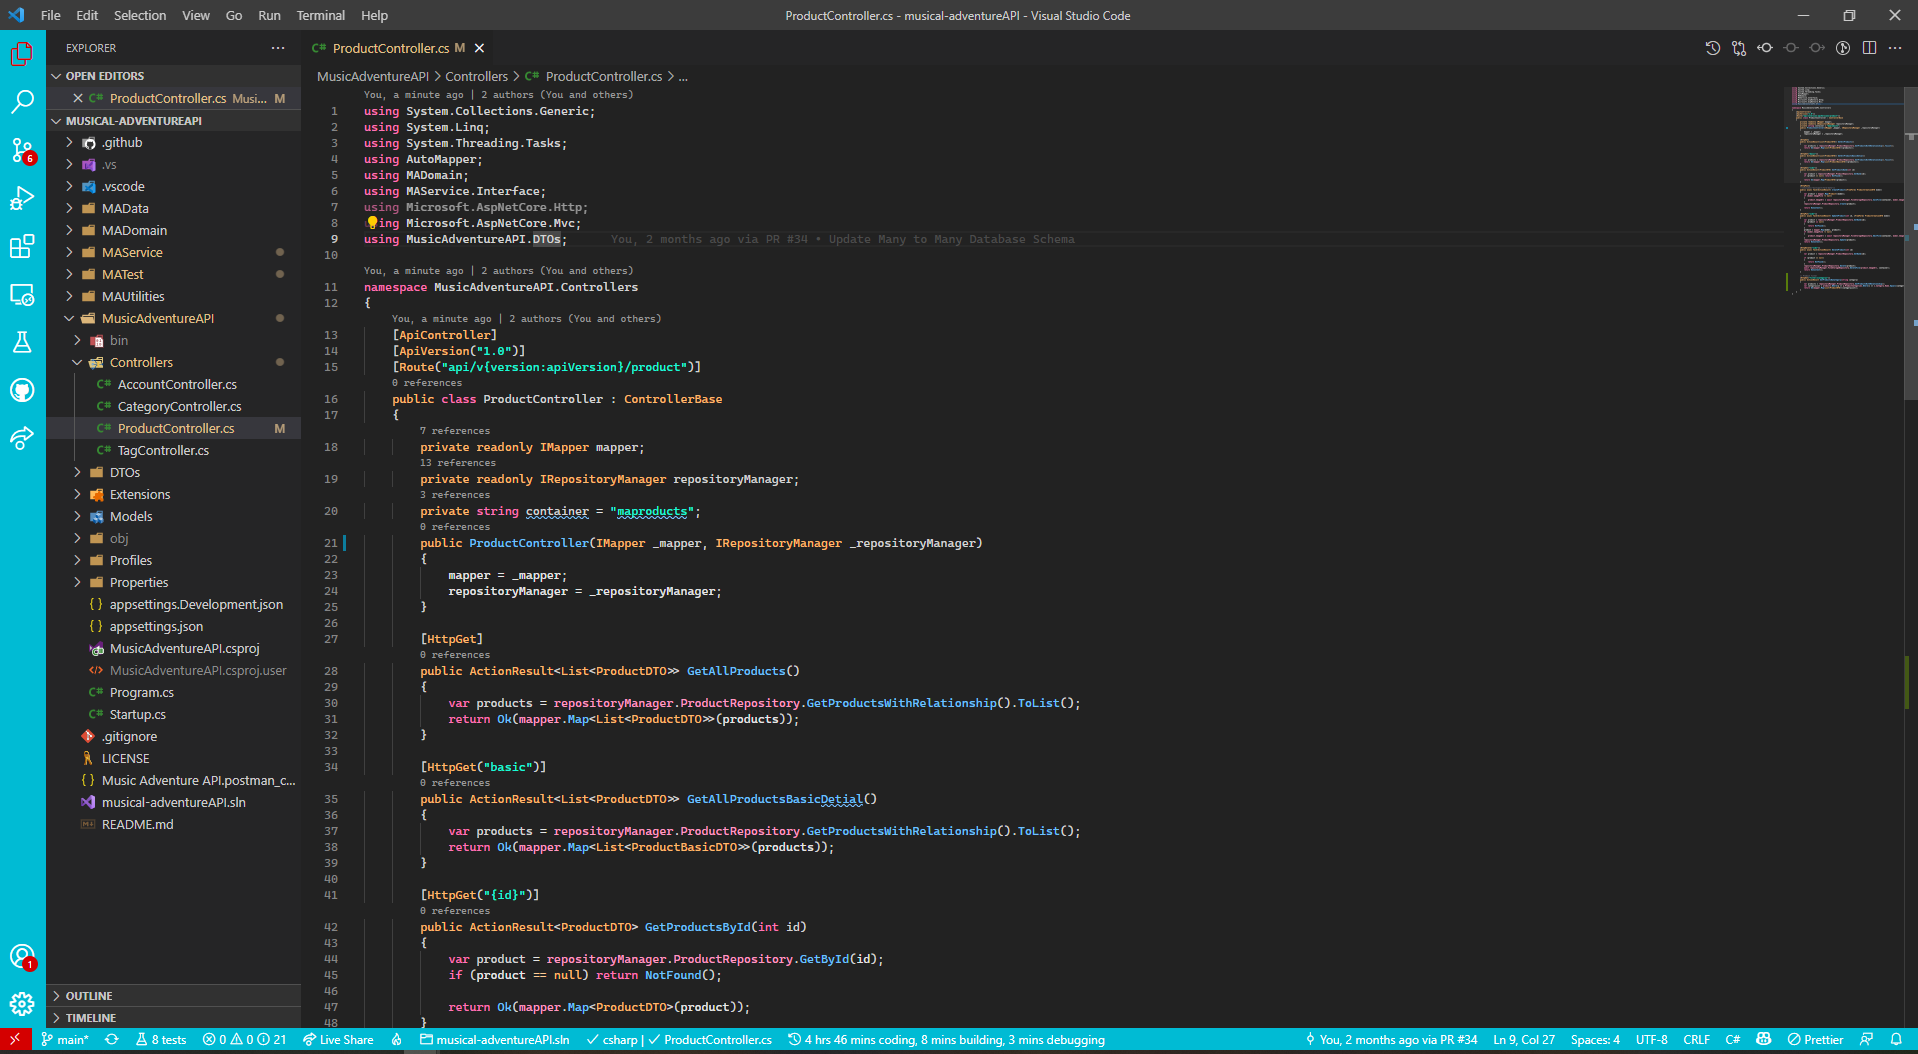 File Edit Selection View Go Run Terminal Help
ProductController.cs - musical-adventureAPI - Visual Studio Code
EXPLORER
OPEN EDITORS
ProductController.cs Musi... M
MUSICAL-ADVENTUREAPI
.github
.vs
.vscode
MAData
MADomain
MAService
MATest
MAUtilities
MusicAdventureAPI
bin
Controllers
AccountController.cs
CategoryController.cs
ProductController.cs M
TagController.cs
DTOs
Extensions
Models
obj
Profiles
Properties
appsettings.Development.json
appsettings.json
MusicAdventureAPI.csproj
MusicAdventureAPI.csproj.user
Program.cs
Startup.cs
.gitignore
LICENSE
Music Adventure API.postman_c...
musical-adventureAPI.sln
README.md
OUTLINE
TIMELINE
6
1
C# ProductController.cs M
MusicAdventureAPI > Controllers > C# ProductController.cs > ...
You, a minute ago | 2 authors (You and others)
1 using System.Collections.Generic;
2 using System.Linq;
3 using System.Threading.Tasks;
4 using AutoMapper;
5 using MADomain;
6 using MAService.Interface;
7 using Microsoft.AspNetCore.Http;
8 ing Microsoft.AspNetCore.Mvc;
9 using MusicAdventureAPI.DTOs; You, 2 months ago via PR #34 • Update Many to Many Database Schema
10
You, a minute ago | 2 authors (You and others)
11 namespace MusicAdventureAPI.Controllers
12 {
You, a minute ago | 2 authors (You and others)
13 [ApiController]
14 [ApiVersion("1.0")]
15 [Route("api/v{version:apiVersion}/product")]
0 references
16 public class ProductController : ControllerBase
17 {
7 references
18 private readonly IMapper mapper;
13 references
19 private readonly IRepositoryManager repositoryManager;
3 references
20 private string container = "maproducts";
0 references
21 public ProductController(IMapper _mapper, IRepositoryManager _repositoryManager)
22 {
23 mapper = _mapper;
24 repositoryManager = _repositoryManager;
25 }
26
27 [HttpGet]
0 references
28 public ActionResult<List<ProductDTO>> GetAllProducts()
29 {
30 var products = repositoryManager.ProductRepository.GetProductsWithRelationship().ToList();
31 return Ok(mapper.Map<List<ProductDTO>>(products));
32 }
33
34 [HttpGet("basic")]
0 references
35 public ActionResult<List<ProductDTO>> GetAllProductsBasicDetial()
36 {
37 var products = repositoryManager.ProductRepository.GetProductsWithRelationship().ToList();
38 return Ok(mapper.Map<List<ProductBasicDTO>>(products));
39 }
40
41 [HttpGet("{id}")]
0 references
42 public ActionResult<ProductDTO> GetProductsById(int id)
43 {
44 var product = repositoryManager.ProductRepository.GetById(id);
45 if (product == null) return NotFound();
46
47 return Ok(mapper.Map<ProductDTO>(product));
48 }
main* 8 tests 0 0 21 Live Share musical-adventureAPI.sln csharp | ProductController.cs 4 hrs 46 mins coding, 8 mins building, 3 mins debugging You, 2 months ago via PR #34 Ln 9, Col 27 Spaces: 4 UTF-8 CRLF C# Prettier